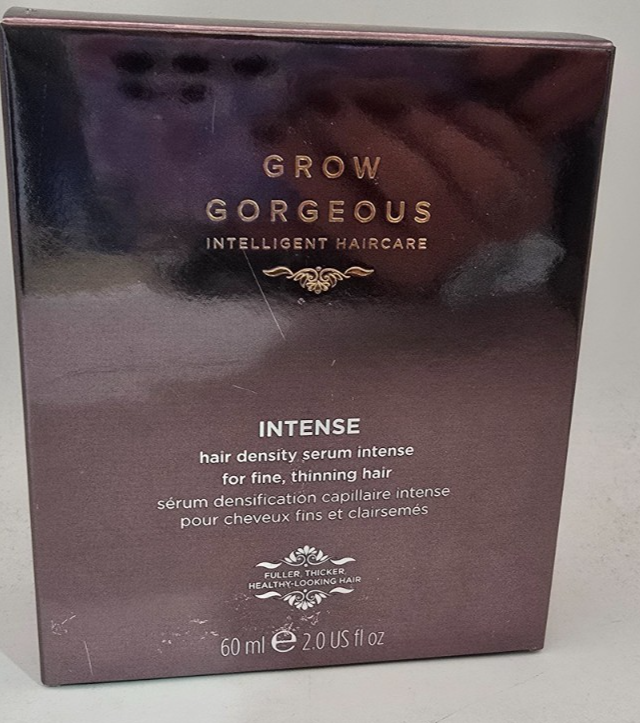 GROW
GORGEOUS
INTELLIGENT HAIRCARE
INTENSE
hair density serum intense
for fine, thinning hair
sérum densification capillaire intense
pour cheveux fins et clairsemés
FULLER, THICKER,
HEALTHY-LOOKING HAIR
60 ml ℮ 2.0 US fl oz